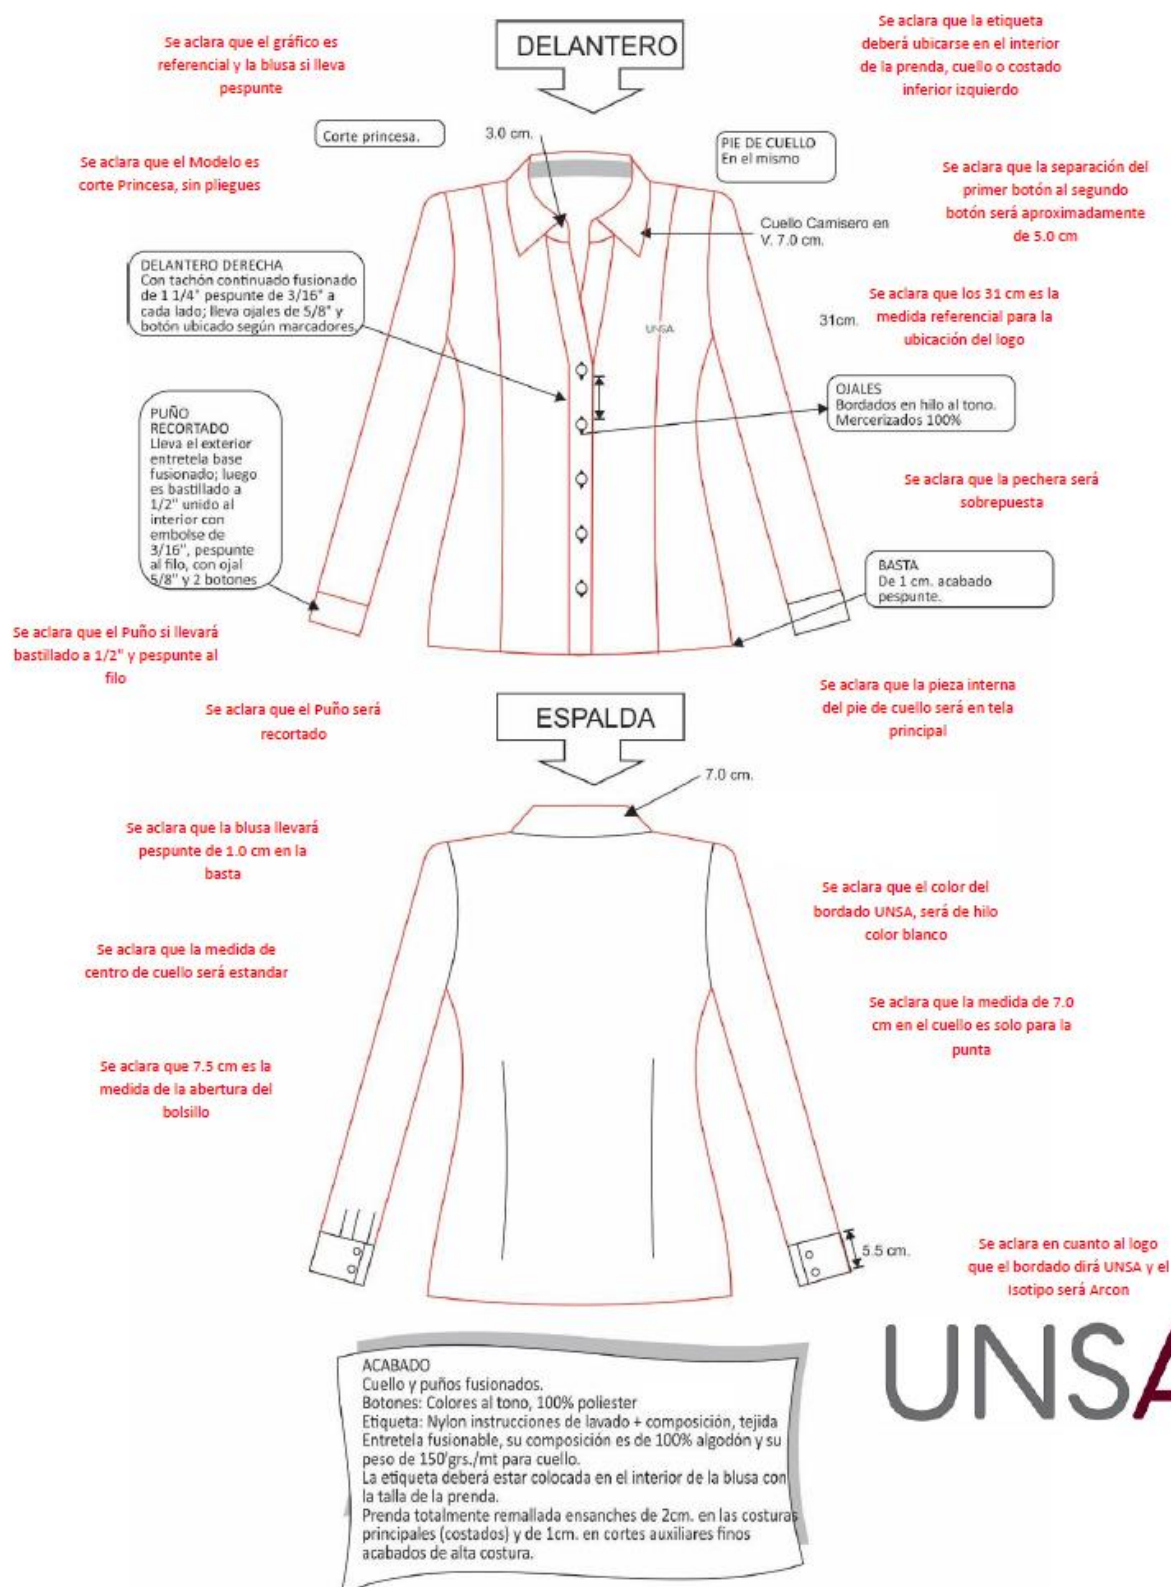 Se aclara que el gráfico es
referencial y la blusa si lleva
pespunte
DELANTERO
Se aclara que la etiqueta
deberá ubicarse en el interior
de la prenda, cuello o costado
inferior izquierdo
Corte princesa.
3.0 cm.
PIE DE CUELLO
En el mismo
Se aclara que el Modelo es
corte Princesa, sin pliegues
Se aclara que la separación del
primer botón al segundo
botón será aproximadamente
de 5.0 cm
Cuello Camisero en
V. 7.0 cm.
DELANTERO DERECHA
Con tachón continuado fusionado
de 1 1/4" pespunte de 3/16" a
cada lado; lleva ojales de 5/8" y
botón ubicado según marcadores.
UNSA
31cm.
Se aclara que los 31 cm es la
medida referencial para la
ubicación del logo
PUÑO
RECORTADO
Lleva el exterior
entretela base
fusionado; luego
es bastillado a
1/2" unido al
interior con
embolse de
3/16", pespunte
al filo, con ojal
5/8" y 2 botones
OJALES
Bordados en hilo al tono.
Mercerizados 100%
Se aclara que la pechera será
sobrepuesta
BASTA
De 1 cm. acabado
pespunte.
Se aclara que el Puño si llevará
bastillado a 1/2" y pespunte al
filo
Se aclara que el Puño será
recortado
ESPALDA
Se aclara que la pieza interna
del pie de cuello será en tela
principal
7.0 cm.
Se aclara que la blusa llevará
pespunte de 1.0 cm en la
basta
Se aclara que el color del
bordado UNSA, será de hilo
color blanco
Se aclara que la medida de
centro de cuello será estandar
Se aclara que la medida de 7.0
cm en el cuello es solo para la
punta
Se aclara que 7.5 cm es la
medida de la abertura del
bolsillo
5.5 cm.
Se aclara en cuanto al logo
que el bordado dirá UNSA y el
Isotipo será Arcon
UNSA
ACABADO
Cuello y puños fusionados.
Botones: Colores al tono, 100% poliester
Etiqueta: Nylon instrucciones de lavado + composición, tejida
Entretela fusionable, su composición es de 100% algodón y su
peso de 150'grs./mt para cuello.
La etiqueta deberá estar colocada en el interior de la blusa con
la talla de la prenda.
Prenda totalmente remallada ensanches de 2cm. en las costuras
principales (costados) y de 1cm. en cortes auxiliares finos
acabados de alta costura.